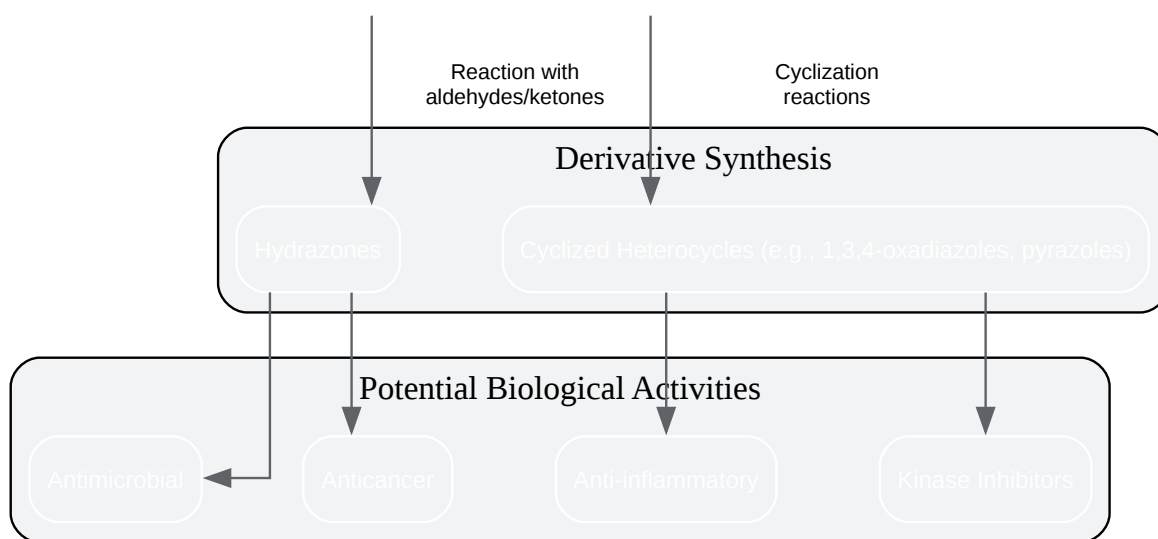 Reaction with
aldehydes/ketones
Cyclization
reactions
Derivative Synthesis
Hydrazones
Cyclized Heterocycles (e.g., 1,3,4-oxadiazoles, pyrazoles)
Potential Biological Activities
Antimicrobial
Anticancer
Anti-inflammatory
Kinase Inhibitors